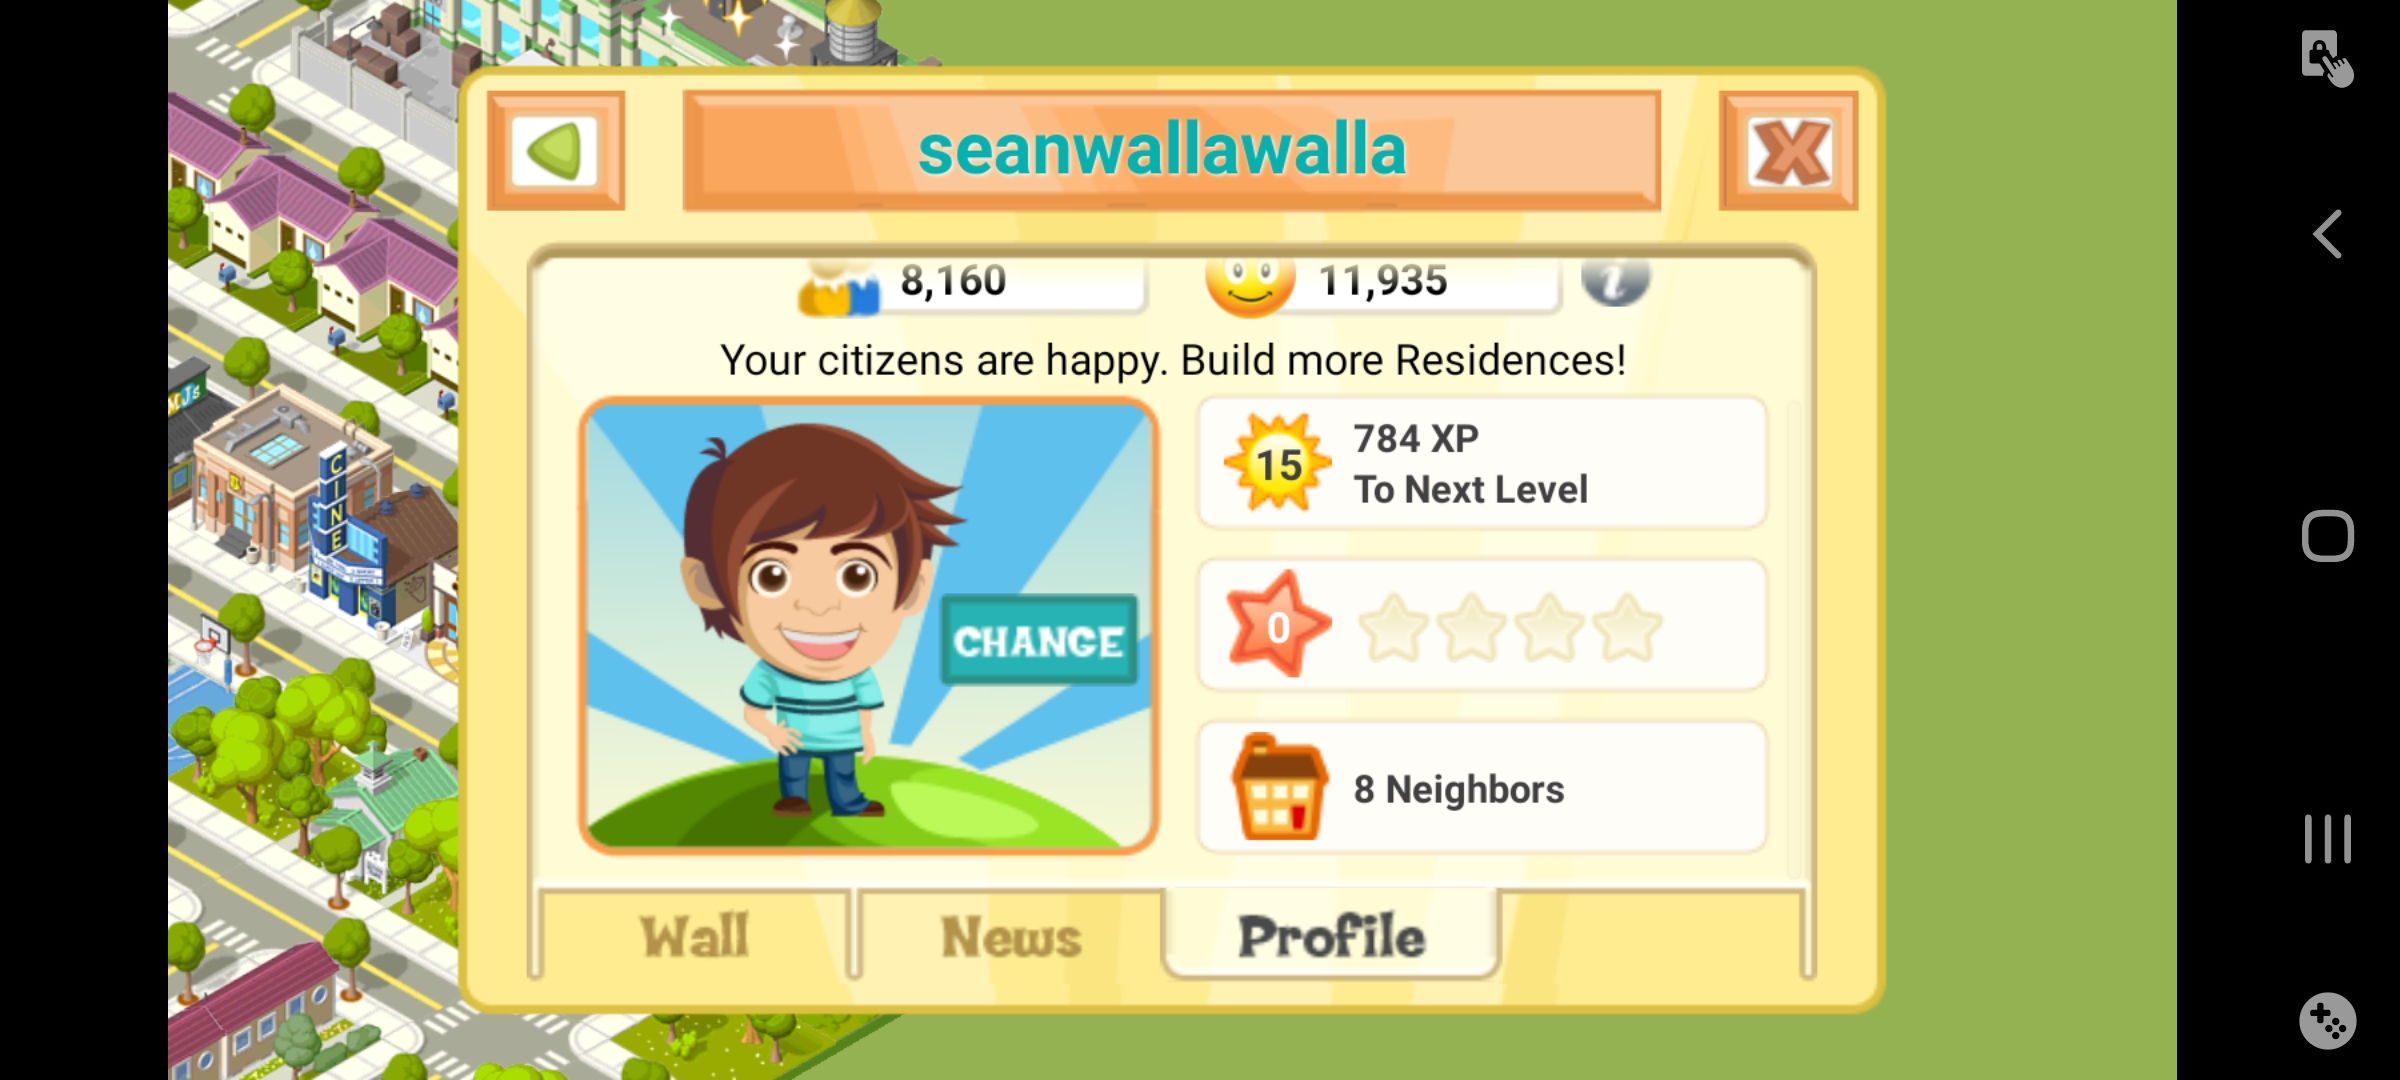 seanwallawalla
8,160
11,935
i
Your citizens are happy. Build more Residences!
15
784 XP
To Next Level
CHANGE
0
8 Neighbors
Wall
News
Profile
CINE
MJs